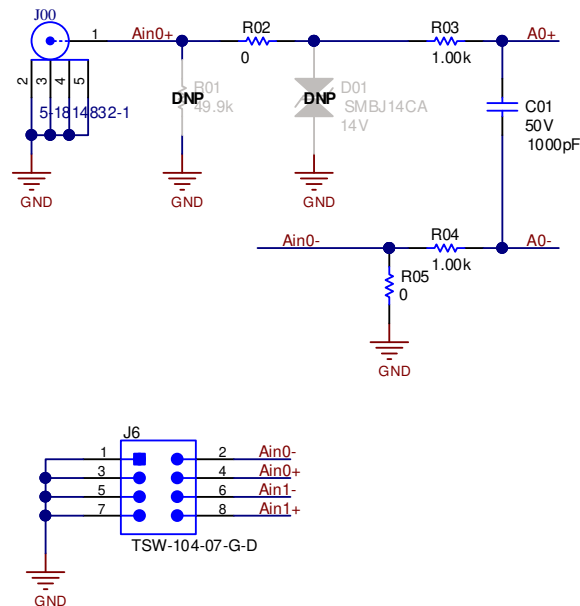 J00
1
Ain0+
R02
0
R03
1.00k
A0+
2
3
4
5
5-1814832-1
R01
DNP
49.9k
D01
DNP
SMBJ14CA
14V
C01
50V
1000pF
GND
GND
GND
Ain0-
R04
1.00k
A0-
R05
0
GND
J6
1
2
Ain0-
3
4
Ain0+
5
6
Ain1-
7
8
Ain1+
TSW-104-07-G-D
GND